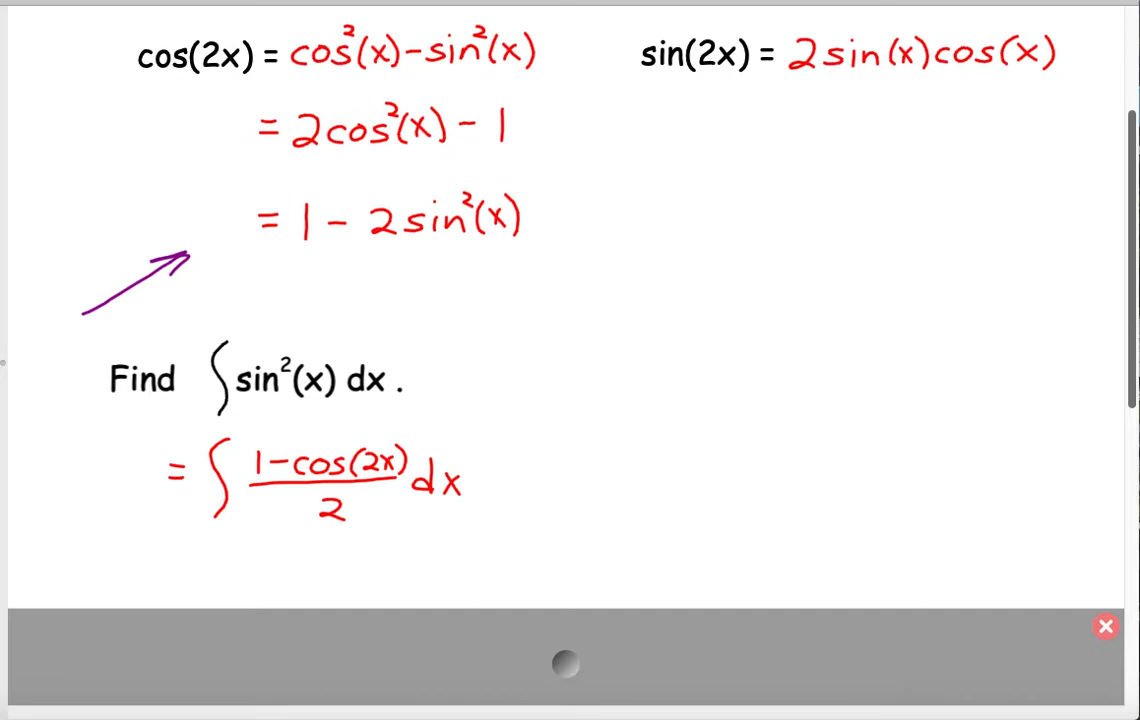 cos(2x) = cos²(x) - sin²(x)
= 2cos²(x) - 1
= 1 - 2sin²(x)
sin(2x) = 2sin(x)cos(x)
Find ∫ sin²(x) dx .
= ∫ (1-cos(2x))/2 dx